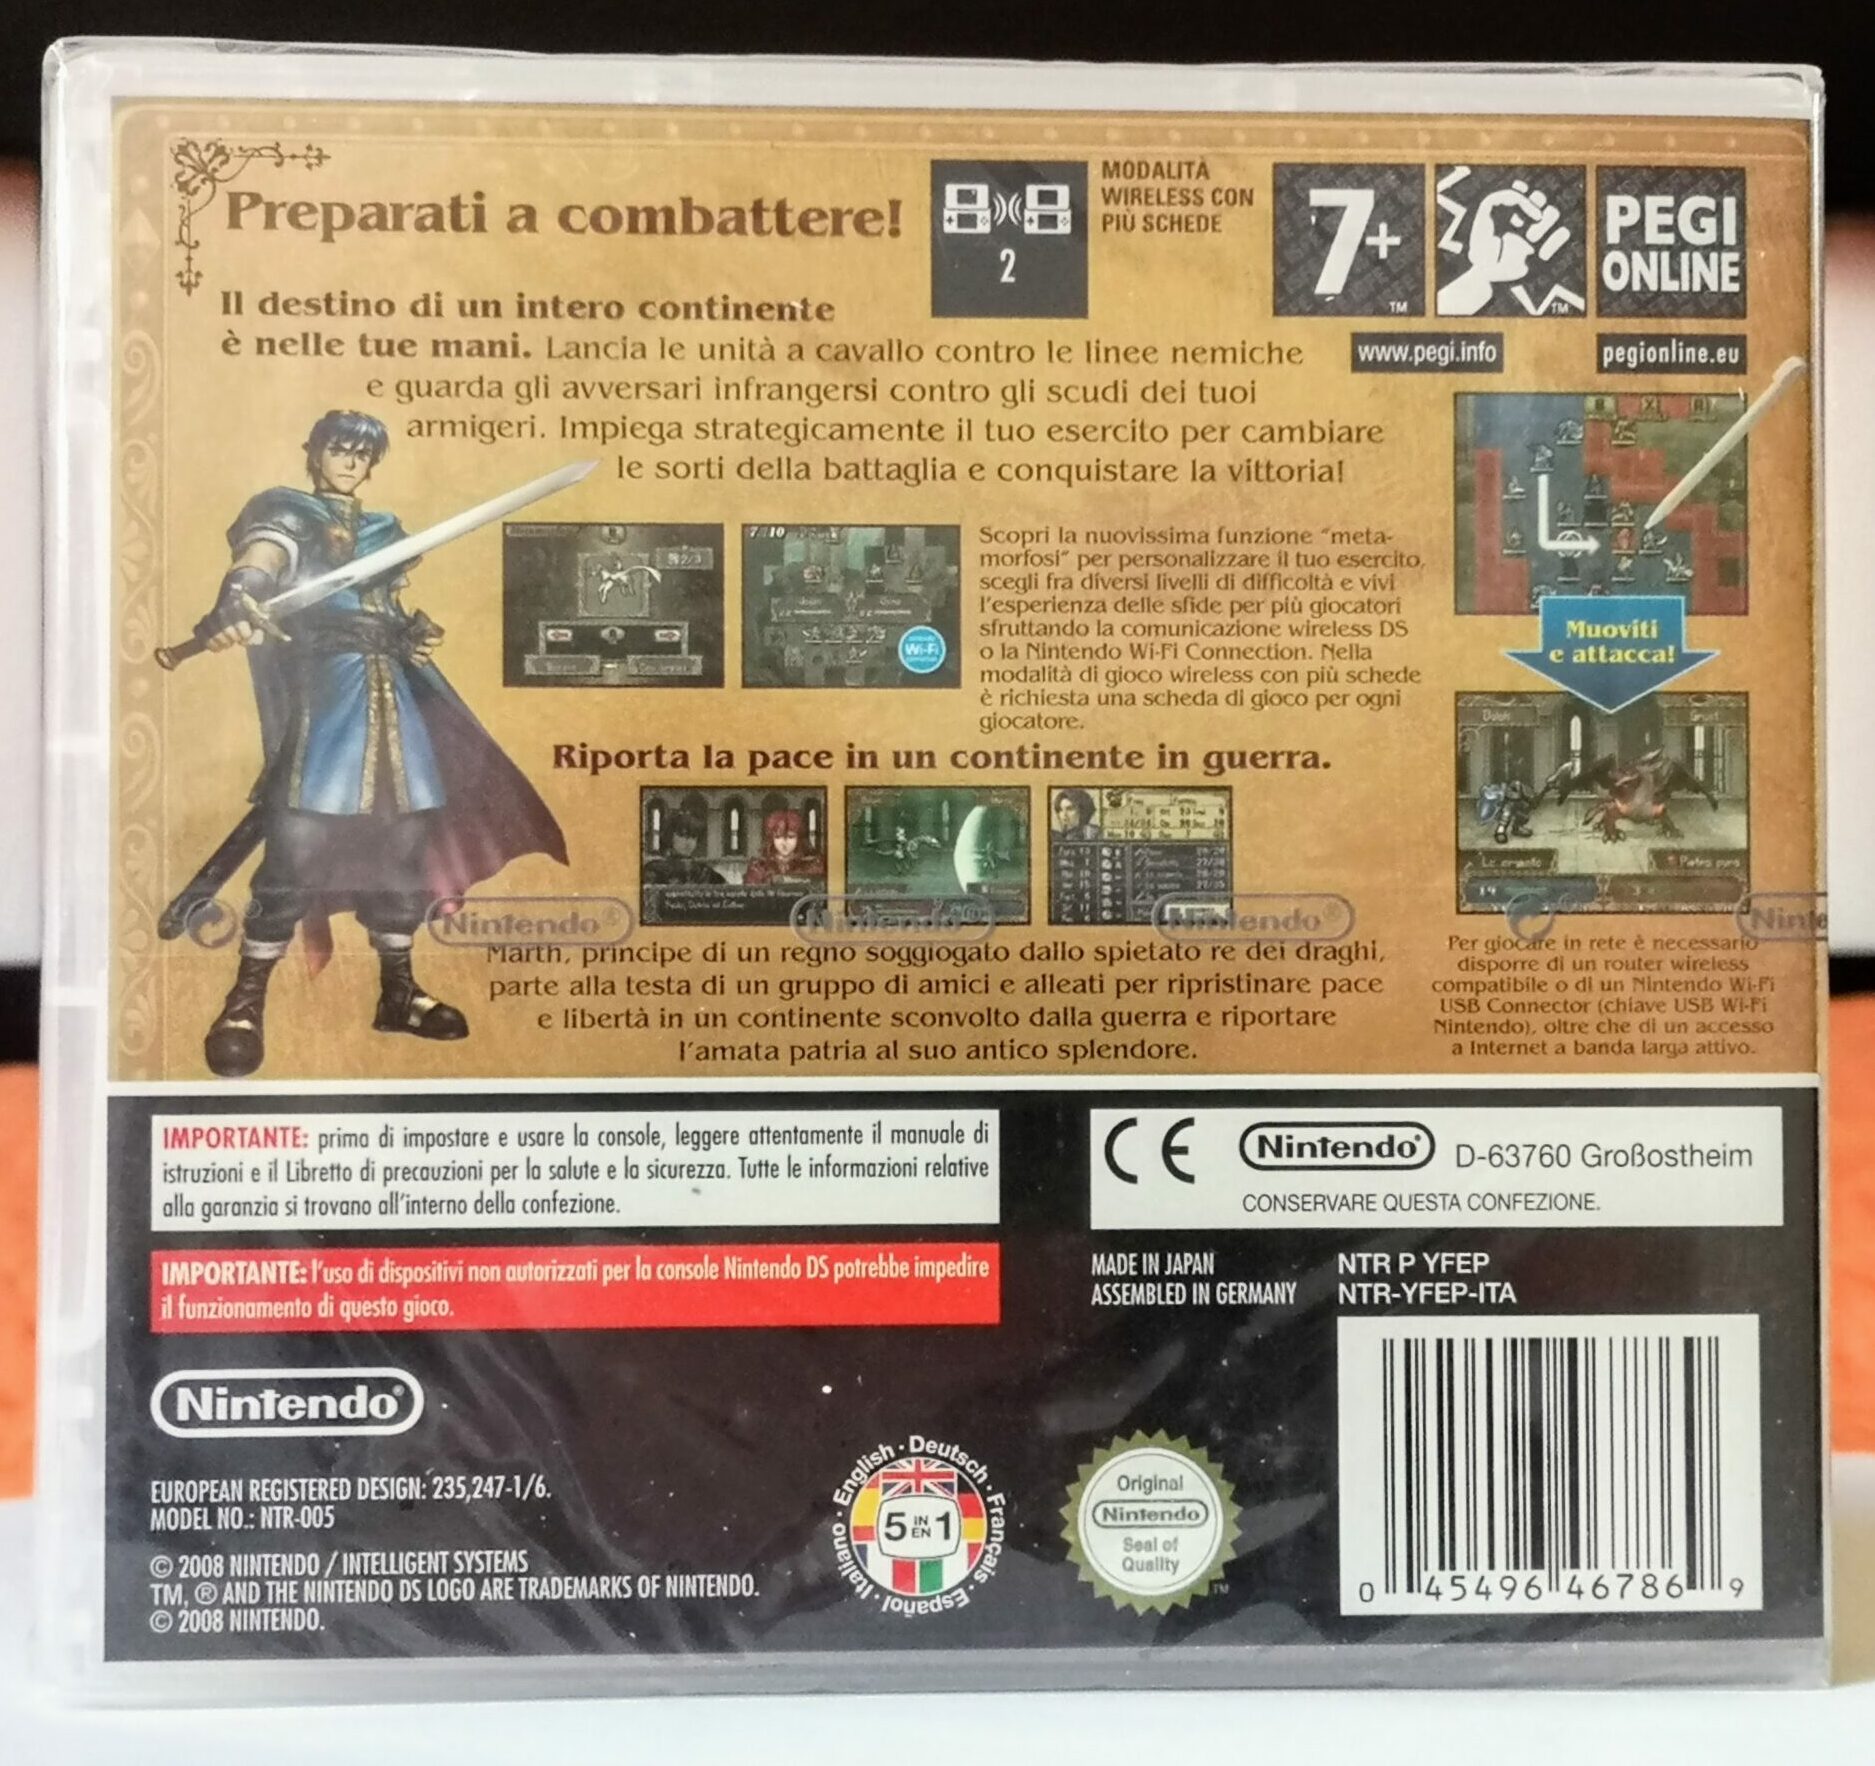 Preparati a combattere!
2
MODALITÀ
WIRELESS CON
PIÙ SCHEDE
7+
TM
TM
PEGI
ONLINE
www.pegi.info
pegionline.eu
Il destino di un intero continente
è nelle tue mani. Lancia le unità a cavallo contro le linee nemiche
e guarda gli avversari infrangersi contro gli scudi dei tuoi
armigeri. Impiega strategicamente il tuo esercito per cambiare
le sorti della battaglia e conquistare la vittoria!
7/10
Wi-Fi
Scopri la nuovissima funzione "meta-
morfosi" per personalizzare il tuo esercito,
scegli fra diversi livelli di difficoltà e vivi
l'esperienza delle sfide per più giocatori
sfruttando la comunicazione wireless DS
o la Nintendo Wi-Fi Connection. Nella
modalità di gioco wireless con più schede
è richiesta una scheda di gioco per ogni
giocatore.
Muoviti
e attacca!
Riporta la pace in un continente in guerra.
Nintendo®
Nintendo®
Nintendo®
Ninte
Marth, principe di un regno soggiogato dallo spietato re dei draghi,
parte alla testa di un gruppo di amici e alleati per ripristinare pace
e libertà in un continente sconvolto dalla guerra e riportare
l'amata patria al suo antico splendore.
Per giocare in rete è necessario
disporre di un router wireless
compatibile o di un Nintendo Wi-Fi
USB Connector (chiave USB Wi-Fi
Nintendo), oltre che di un accesso
a Internet a banda larga attivo.
IMPORTANTE: prima di impostare e usare la console, leggere attentamente il manuale di
istruzioni e il Libretto di precauzioni per la salute e la sicurezza. Tutte le informazioni relative
alla garanzia si trovano all'interno della confezione.
IMPORTANTE: l'uso di dispositivi non autorizzati per la console Nintendo DS potrebbe impedire
il funzionamento di questo gioco.
CE Nintendo® D-63760 Großostheim
CONSERVARE QUESTA CONFEZIONE.
MADE IN JAPAN
ASSEMBLED IN GERMANY
NTR P YFEP
NTR-YFEP-ITA
Nintendo®
EUROPEAN REGISTERED DESIGN: 235,247-1/6.
MODEL NO.: NTR-005
© 2008 NINTENDO / INTELLIGENT SYSTEMS
TM, ® AND THE NINTENDO DS LOGO ARE TRADEMARKS OF NINTENDO.
© 2008 NINTENDO.
English · Deutsch · Français · Español · Italiano ·
5 IN EN 1
Original
Nintendo
Seal of
Quality
TM
0 45496 46786 9